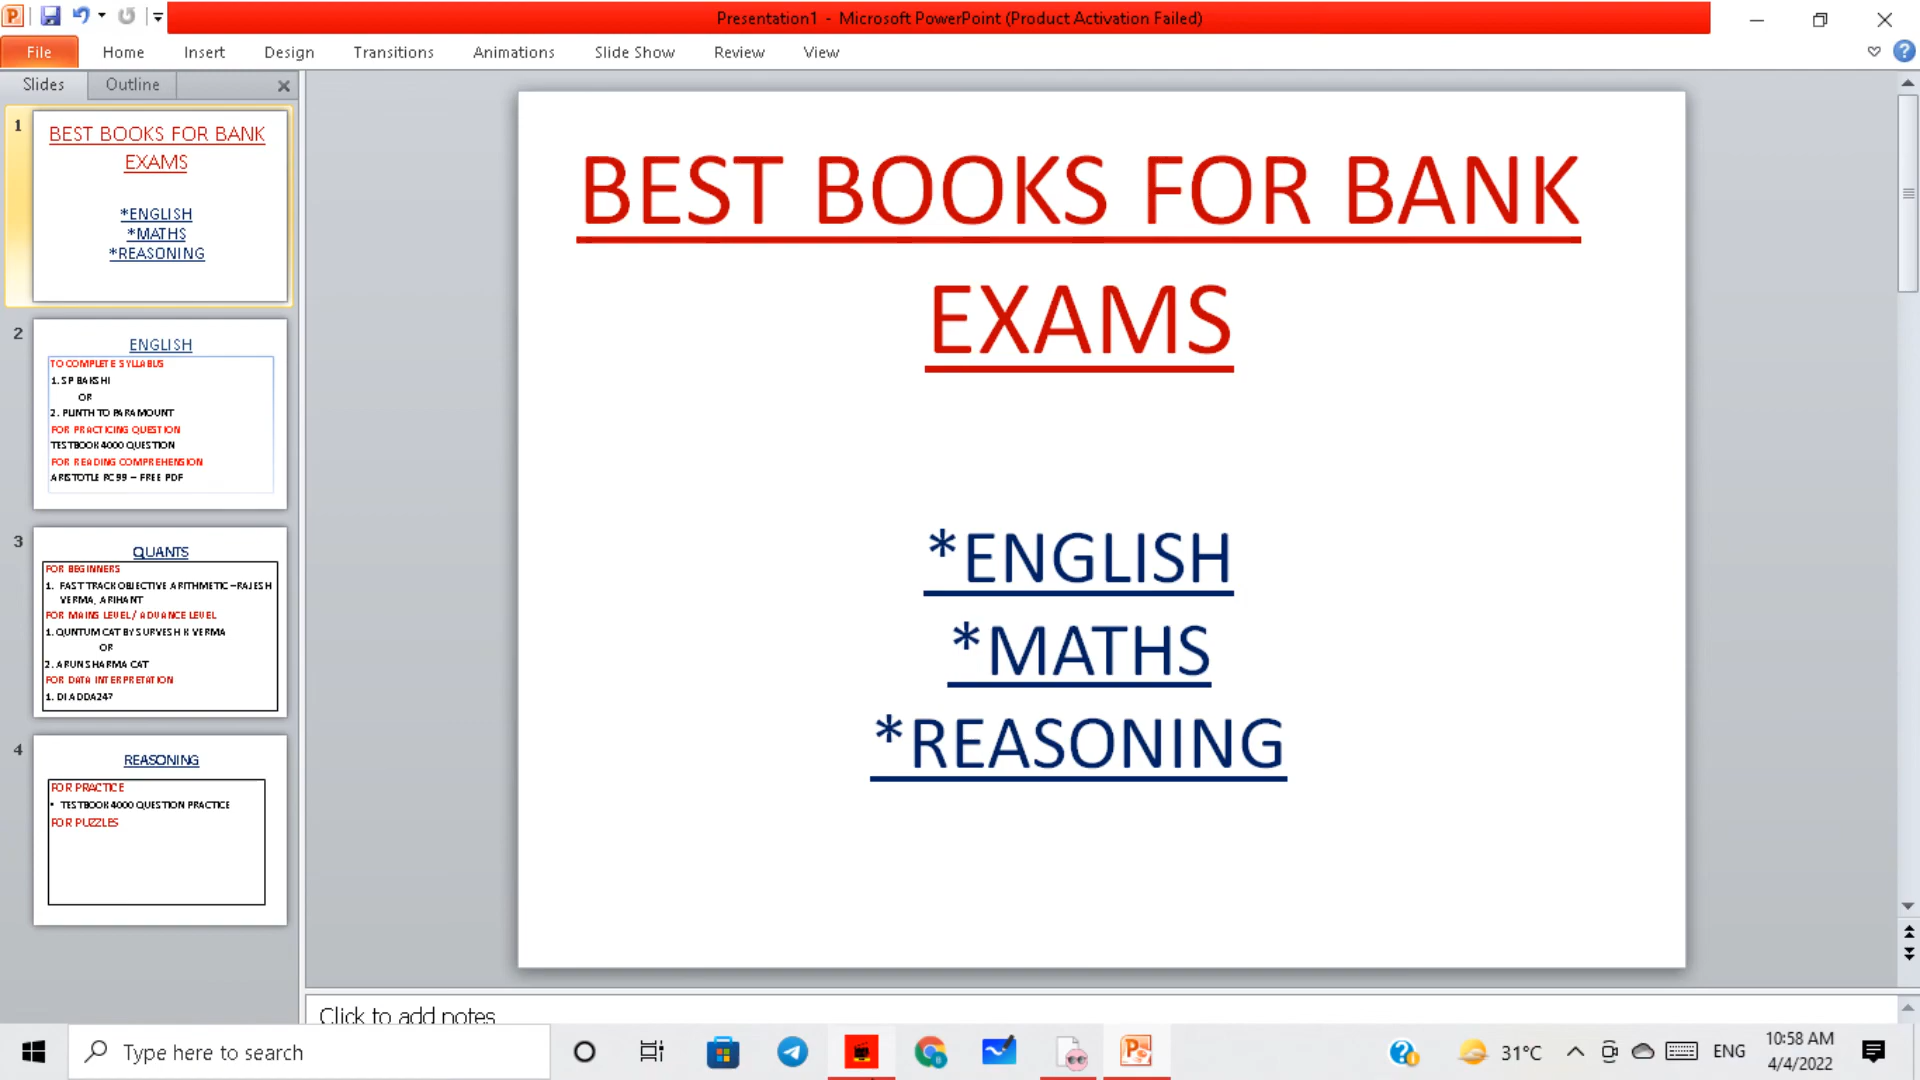 Presentation1 - Microsoft PowerPoint (Product Activation Failed)
File Home Insert Design Transitions Animations Slide Show Review View
Slides Outline
1
BEST BOOKS FOR BANK
EXAMS
*ENGLISH
*MATHS
*REASONING
2
ENGLISH
TO COMPLETE SYLLABUS
1. SP BAKSHI
OR
2. PLINTH TO PARAMOUNT
FOR PRACTICING QUESTION
TESTBOOK 4000 QUESTION
FOR READING COMPREHENSION
ARISTOTLE RC 99 – FREE PDF
3
QUANTS
FOR BEGINNERS
1. FAST TRACK OBJECTIVE ARITHMETIC –RAJESH
VERMA, ARIHANT
FOR MAINS LEVEL / ADVANCE LEVEL
1. QUNTUM CAT BY SURVESH K VERMA
OR
2. ARUN SHARMA CAT
FOR DATA INTERPRETATION
1. DI ADDA247
4
REASONING
FOR PRACTICE
• TESTBOOK 4000 QUESTION PRACTICE
FOR PUZZLES
BEST BOOKS FOR BANK
EXAMS
*ENGLISH
*MATHS
*REASONING
Click to add notes
Type here to search
31°C
ENG
10:58 AM
4/4/2022